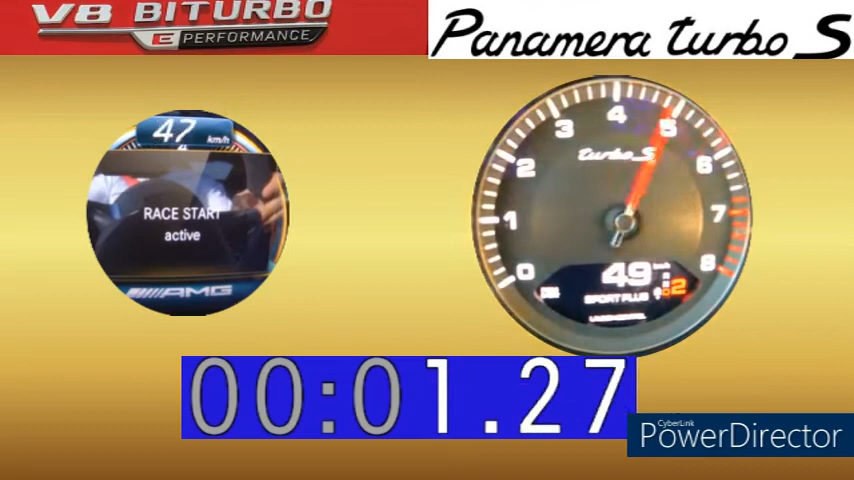 V8 BITURBO
E PERFORMANCE
Panamera turbo S
47 km/h
RACE START
active
AMG
0 1 2 3 4 5 6 7 8
turbo S
49 km/h
SPORT PLUS
2
00:01.27
CyberLink
PowerDirector